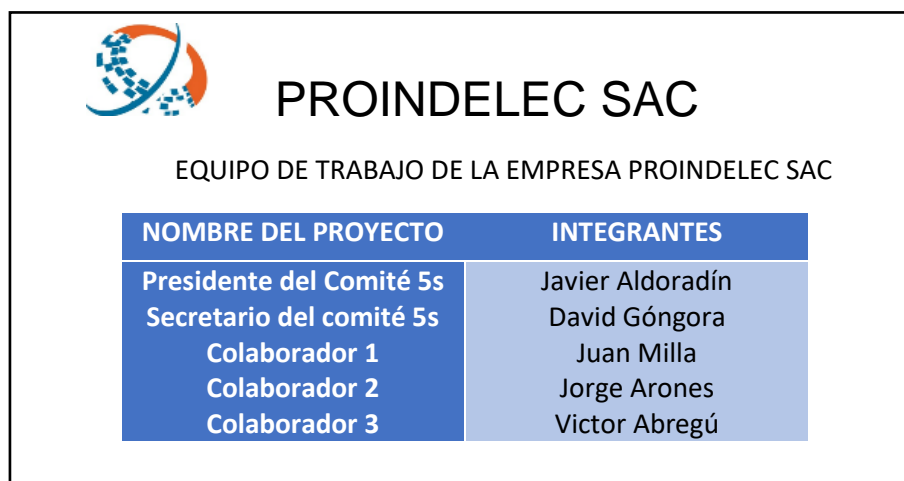 PROINDELEC SAC
EQUIPO DE TRABAJO DE LA EMPRESA PROINDELEC SAC
NOMBRE DEL PROYECTO INTEGRANTES
Presidente del Comité 5s Javier Aldoradín
Secretario del comité 5s David Góngora
Colaborador 1 Juan Milla
Colaborador 2 Jorge Arones
Colaborador 3 Victor Abregú